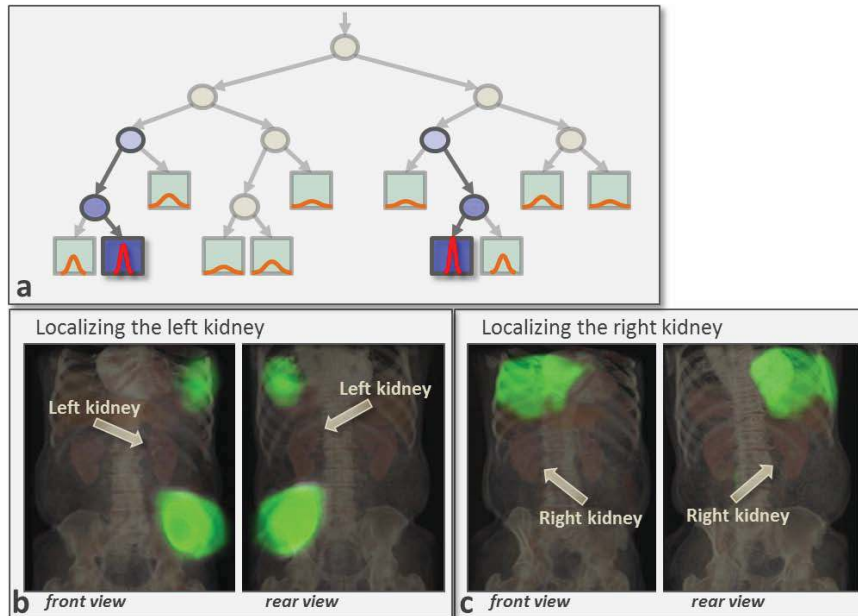 a
Localizing the left kidney
Left kidney
Left kidney
b
front view
rear view
Localizing the right kidney
Right kidney
Right kidney
c
front view
rear view